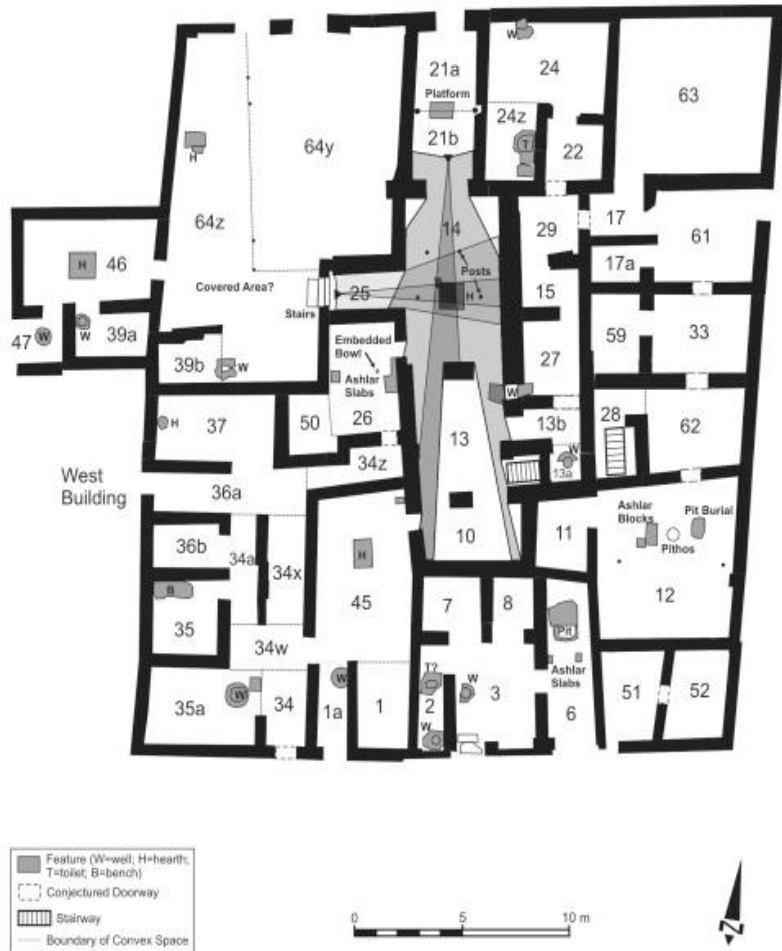 W
24
63
21a
Platform
24z
64y
T
21b
22
H
64z
14
29
17
61
46
H
17a
Covered Area?
25
Posts
H
15
Stairs
W
39a
47
W
59
33
Embedded
Bowl
39b
W
Ashlar
Slabs
27
W
28
50
26
13
13b
62
37
H
34z
W
13a
West
Building
36a
Ashlar
Blocks
Pit Burial
11
Pithos
36b
34a
34x
H
10
45
12
B
7
8
35
Pit
34w
T?
Ashlar
Slabs
W
W
35a
34
1a
1
2
W
3
6
51
52
Feature (W=well; H=hearth;
T=toilet; B=bench)
Conjectured Doorway
Stairway
Boundary of Convex Space
0
5
10 m
N